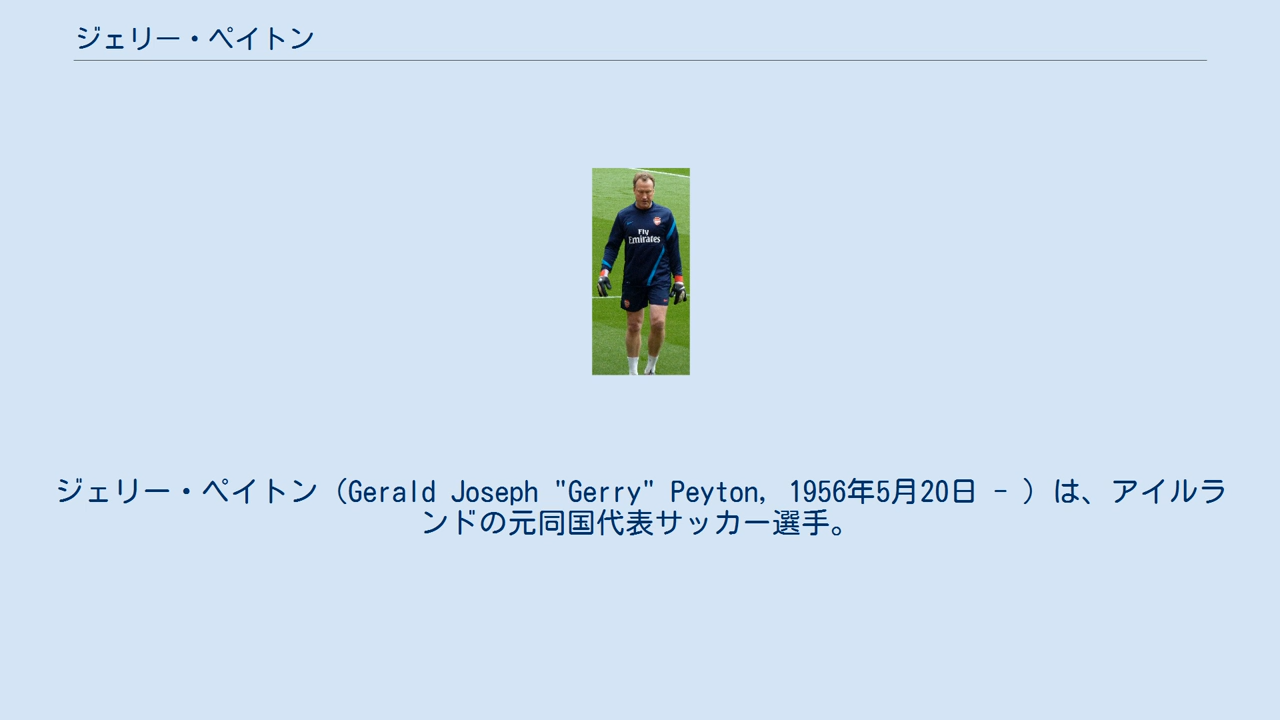 ジェリー・ペイトン
Fly
Emirates
ジェリー・ペイトン（Gerald Joseph "Gerry" Peyton, 1956年5月20日 - ）は、アイルラ
ンドの元同国代表サッカー選手。